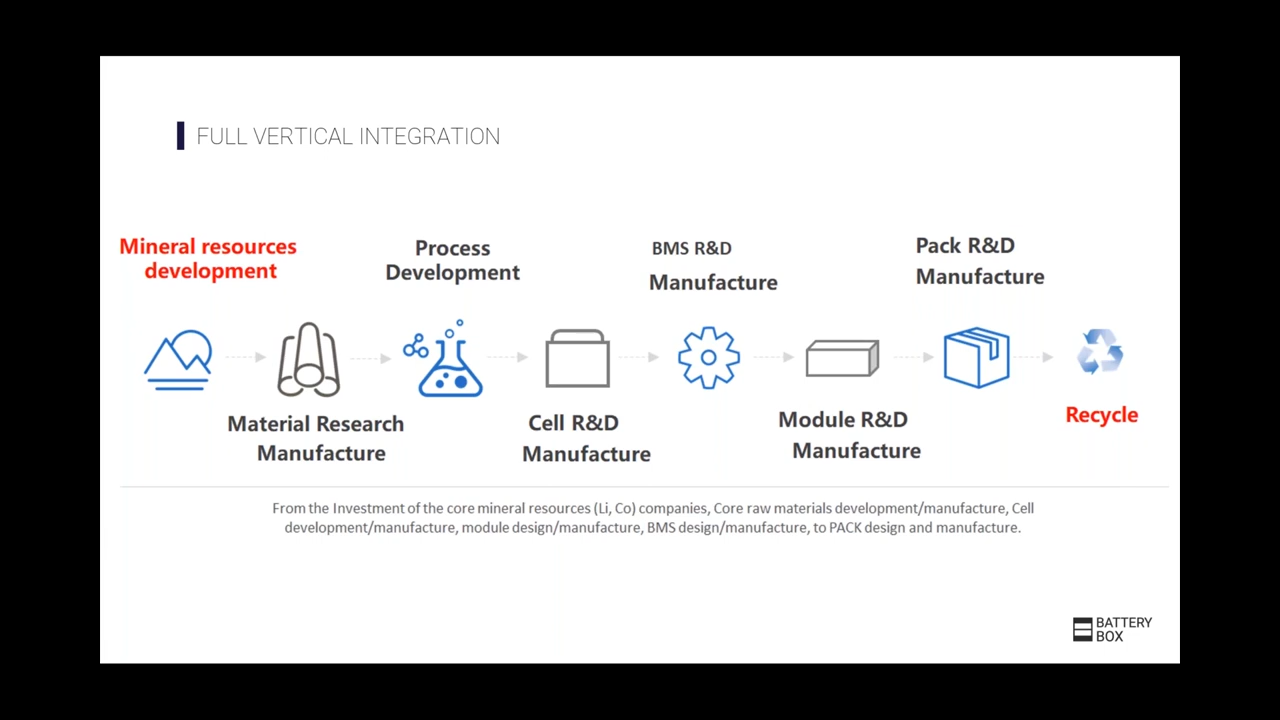 FULL VERTICAL INTEGRATION
Mineral resources
development
Process
Development
BMS R&D
Manufacture
Pack R&D
Manufacture
Material Research
Manufacture
Cell R&D
Manufacture
Module R&D
Manufacture
Recycle
From the Investment of the core mineral resources (Li, Co) companies, Core raw materials development/manufacture, Cell
development/manufacture, module design/manufacture, BMS design/manufacture, to PACK design and manufacture.
BATTERY
BOX